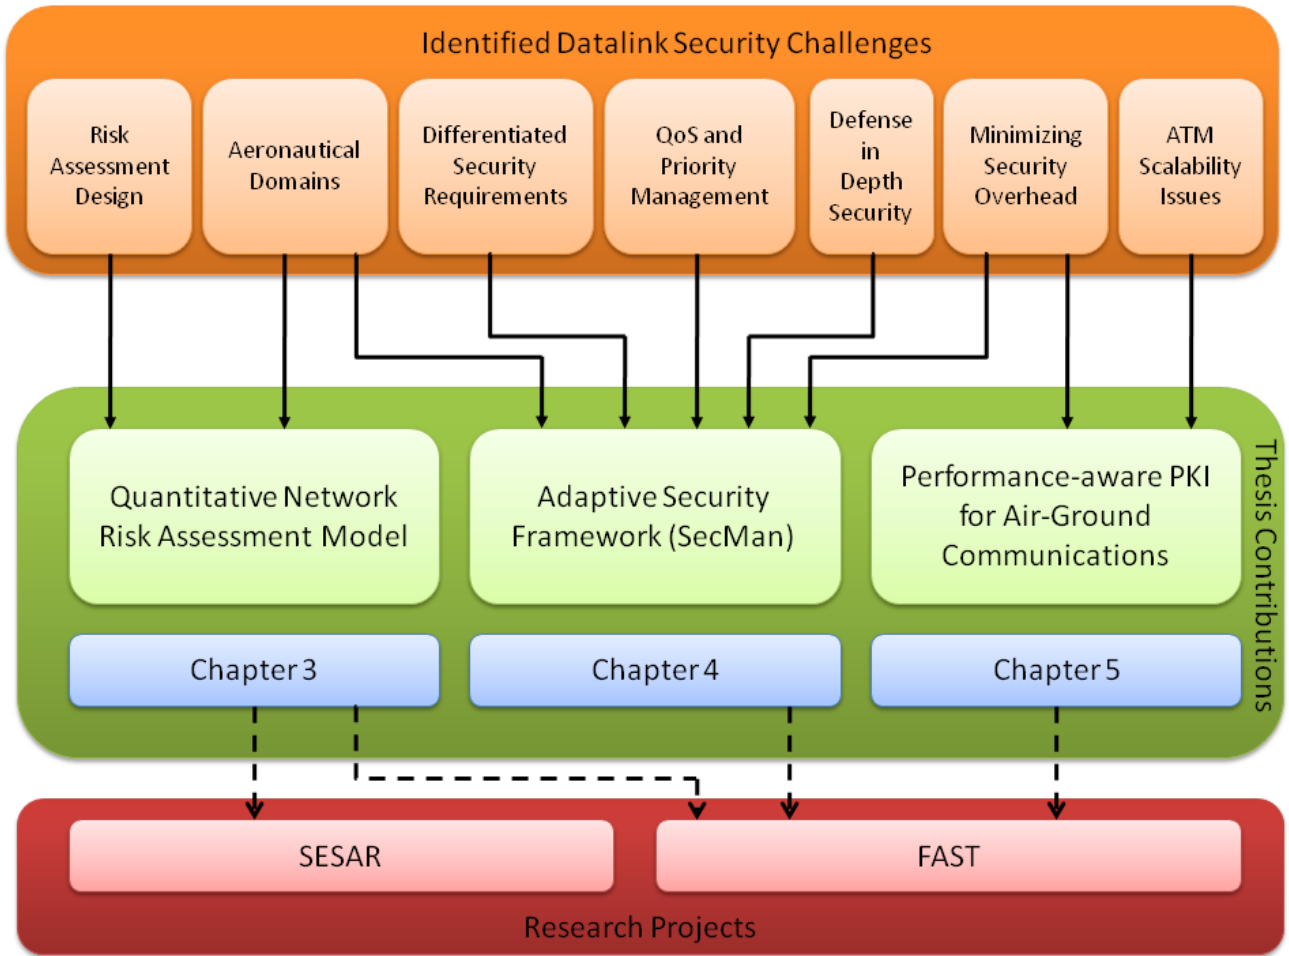 Identified Datalink Security Challenges
Risk
Assessment
Design
Aeronautical
Domains
Differentiated
Security
Requirements
QoS and
Priority
Management
Defense
in
Depth
Security
Minimizing
Security
Overhead
ATM
Scalability
Issues
Quantitative Network
Risk Assessment Model
Adaptive Security
Framework (SecMan)
Performance-aware PKI
for Air-Ground
Communications
Thesis Contributions
Chapter 3
Chapter 4
Chapter 5
SESAR
FAST
Research Projects